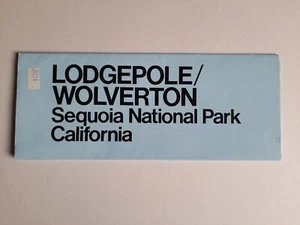 LODGEPOLE/
WOLVERTON
Sequoia National Park
California